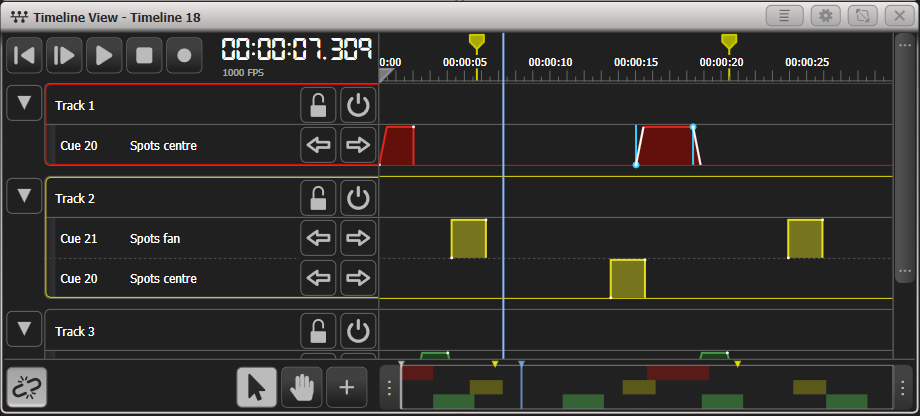 Timeline View - Timeline 18
00:00:07.309
1000 FPS
0:00
00:00:05
00:00:10
00:00:15
00:00:20
00:00:25
Track 1
Cue 20 Spots centre
Track 2
Cue 21 Spots fan
Cue 20 Spots centre
Track 3